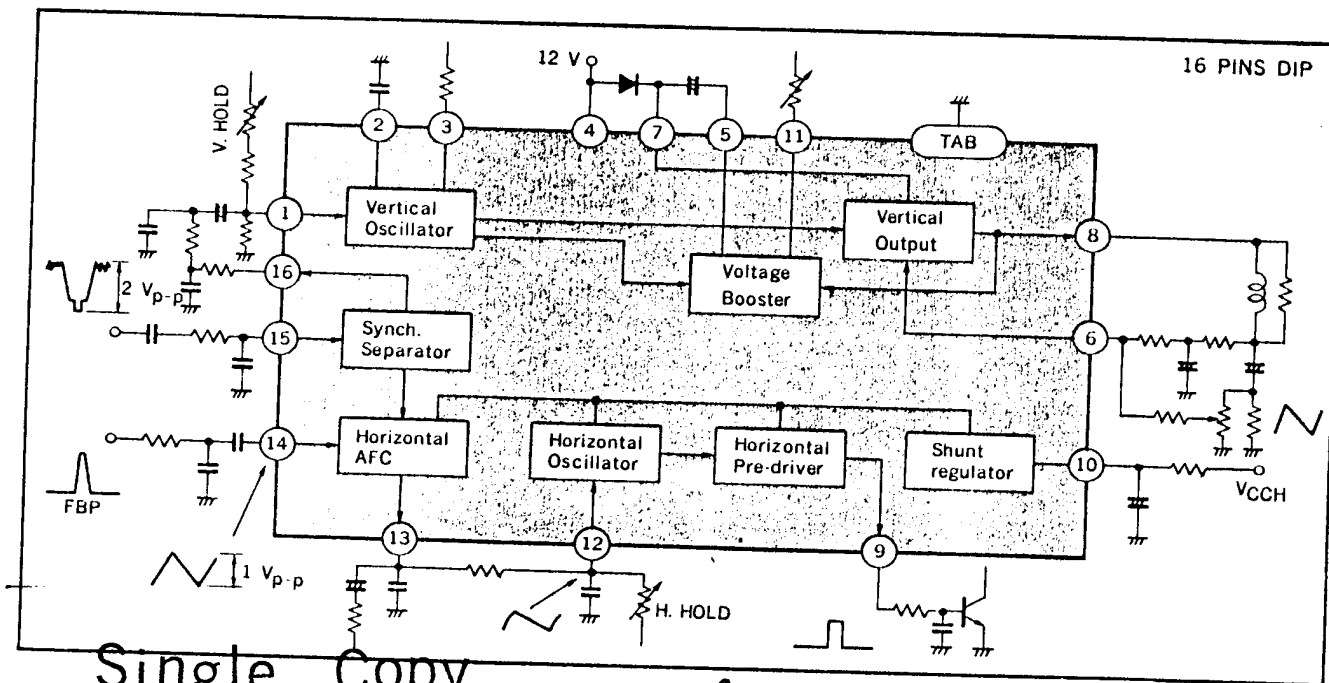 16 PINS DIP
12 V
V. HOLD
2
3
4
7
5
11
TAB
1
Vertical
Oscillator
Vertical
Output
8
16
Voltage
Booster
2 Vp-p
15
Synch.
Separator
6
14
Horizontal
AFC
Horizontal
Oscillator
Horizontal
Pre-driver
Shunt
regulator
10
VCCH
FBP
13
12
9
1 Vp-p
H. HOLD
Single Copy